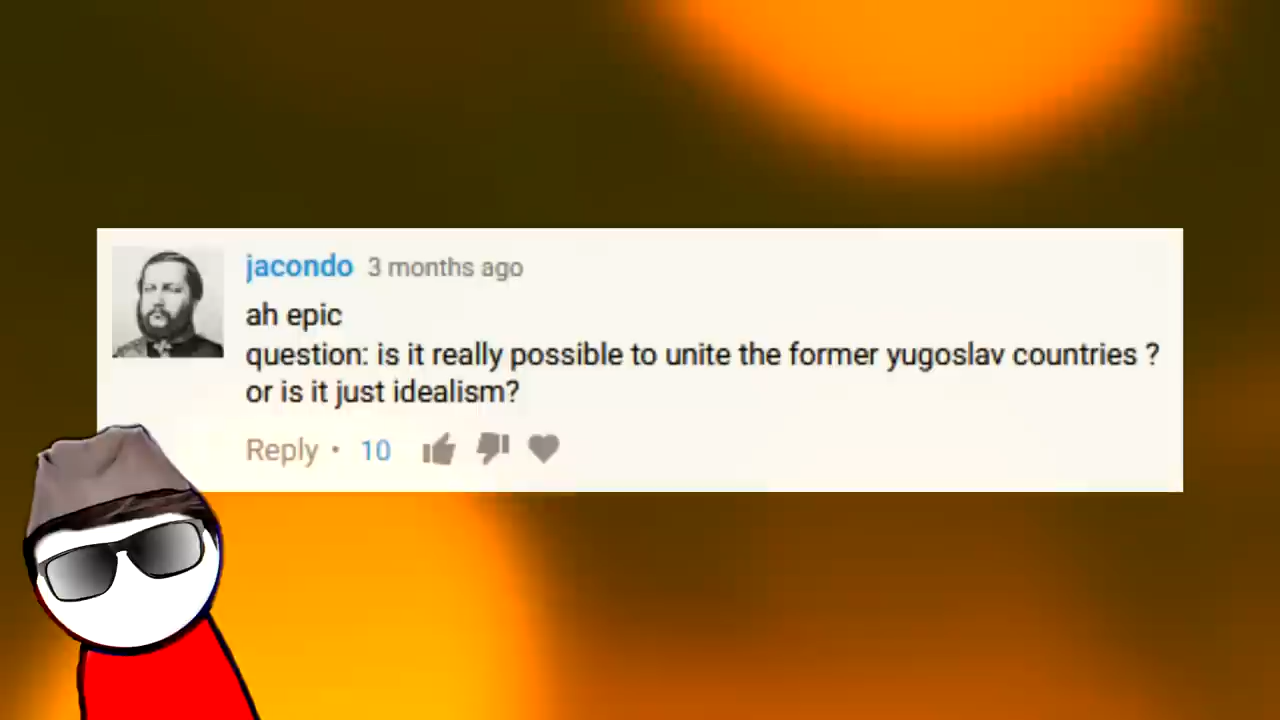 jacondo 3 months ago
ah epic
question: is it really possible to unite the former yugoslav countries ?
or is it just idealism?
Reply • 10